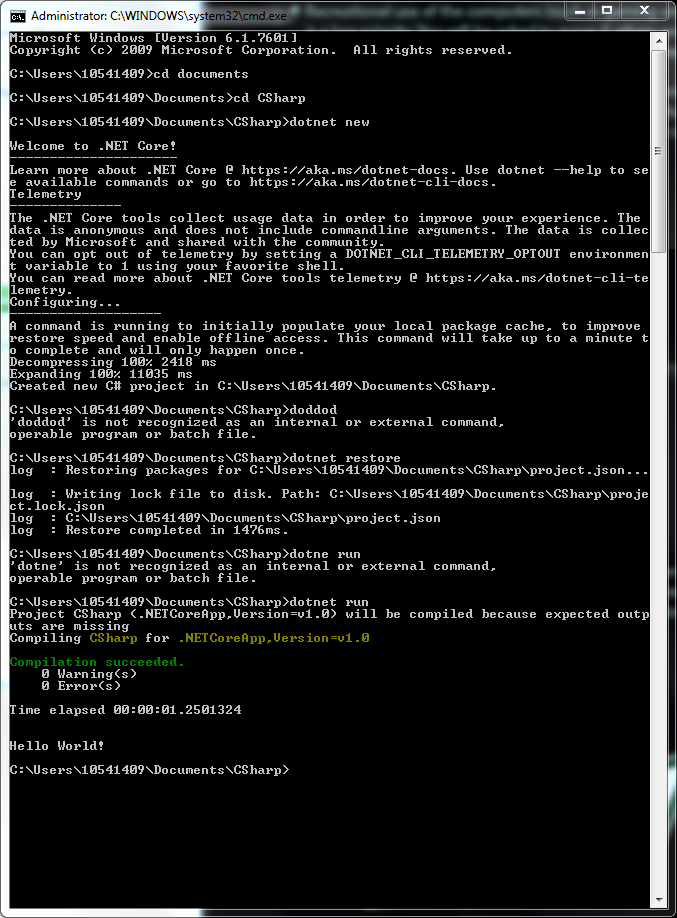 Administrator: C:\WINDOWS\system32\cmd.exe
Microsoft Windows [Version 6.1.7601]
Copyright (c) 2009 Microsoft Corporation.  All rights reserved.
C:\Users\10541409>cd documents
C:\Users\10541409\Documents>cd CSharp
C:\Users\10541409\Documents\CSharp>dotnet new
Welcome to .NET Core!
---------------------
Learn more about .NET Core @ https://aka.ms/dotnet-docs. Use dotnet --help to se
e available commands or go to https://aka.ms/dotnet-cli-docs.
Telemetry
--------------
The .NET Core tools collect usage data in order to improve your experience. The
data is anonymous and does not include commandline arguments. The data is collec
ted by Microsoft and shared with the community.
You can opt out of telemetry by setting a DOTNET_CLI_TELEMETRY_OPTOUT environmen
t variable to 1 using your favorite shell.
You can read more about .NET Core tools telemetry @ https://aka.ms/dotnet-cli-te
lemetry.
Configuring...
-------------------
A command is running to initially populate your local package cache, to improve
restore speed and enable offline access. This command will take up to a minute t
o complete and will only happen once.
Decompressing 100% 2418 ms
Expanding 100% 11035 ms
Created new C# project in C:\Users\10541409\Documents\CSharp.
C:\Users\10541409\Documents\CSharp>doddod
'doddod' is not recognized as an internal or external command,
operable program or batch file.
C:\Users\10541409\Documents\CSharp>dotnet restore
log  : Restoring packages for C:\Users\10541409\Documents\CSharp\project.json...
log  : Writing lock file to disk. Path: C:\Users\10541409\Documents\CSharp\proje
ct.lock.json
log  : C:\Users\10541409\Documents\CSharp\project.json
log  : Restore completed in 1476ms.
C:\Users\10541409\Documents\CSharp>dotne run
'dotne' is not recognized as an internal or external command,
operable program or batch file.
C:\Users\10541409\Documents\CSharp>dotnet run
Project CSharp (.NETCoreApp,Version=v1.0) will be compiled because expected outp
uts are missing
Compiling CSharp for .NETCoreApp,Version=v1.0
Compilation succeeded.
    0 Warning(s)
    0 Error(s)
Time elapsed 00:00:01.2501324
Hello World!
C:\Users\10541409\Documents\CSharp>